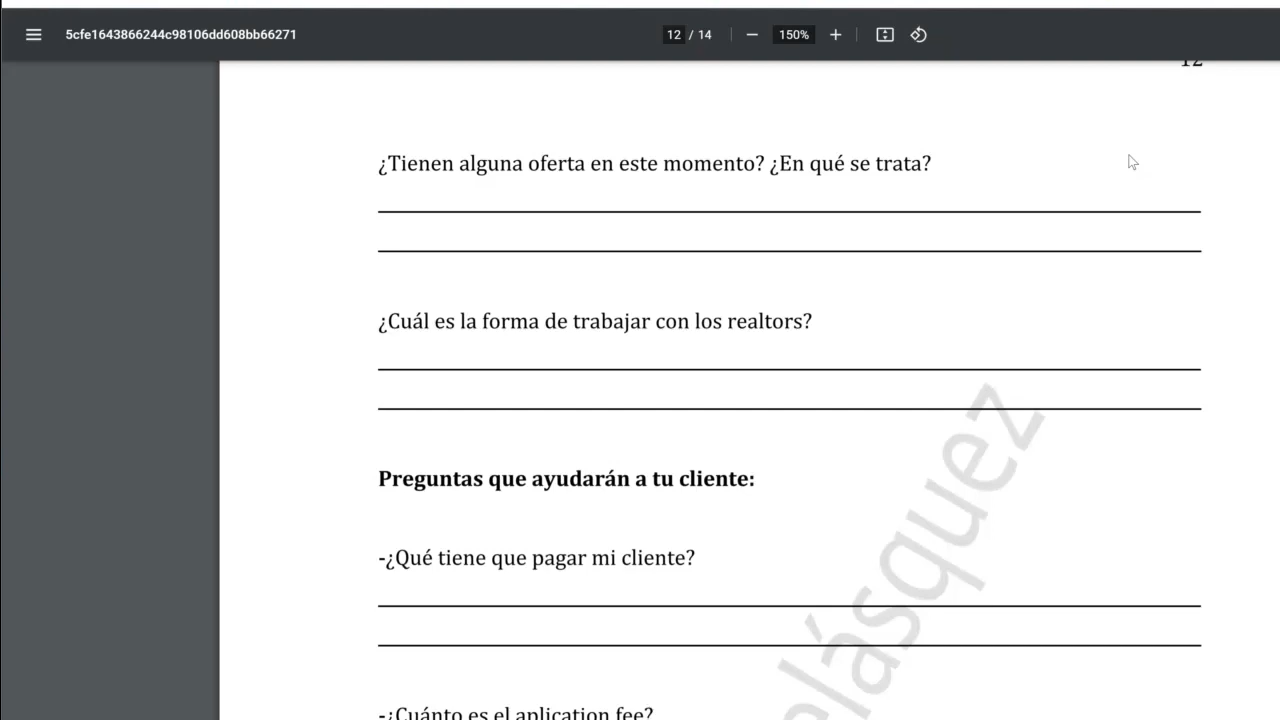 5cfe1643866244c98106dd608bb66271
12 / 14
150%
12
¿Tienen alguna oferta en este momento? ¿En qué se trata?
¿Cuál es la forma de trabajar con los realtors?
Preguntas que ayudarán a tu cliente:
-¿Qué tiene que pagar mi cliente?
-¿Cuánto es el aplication fee?
elásquez